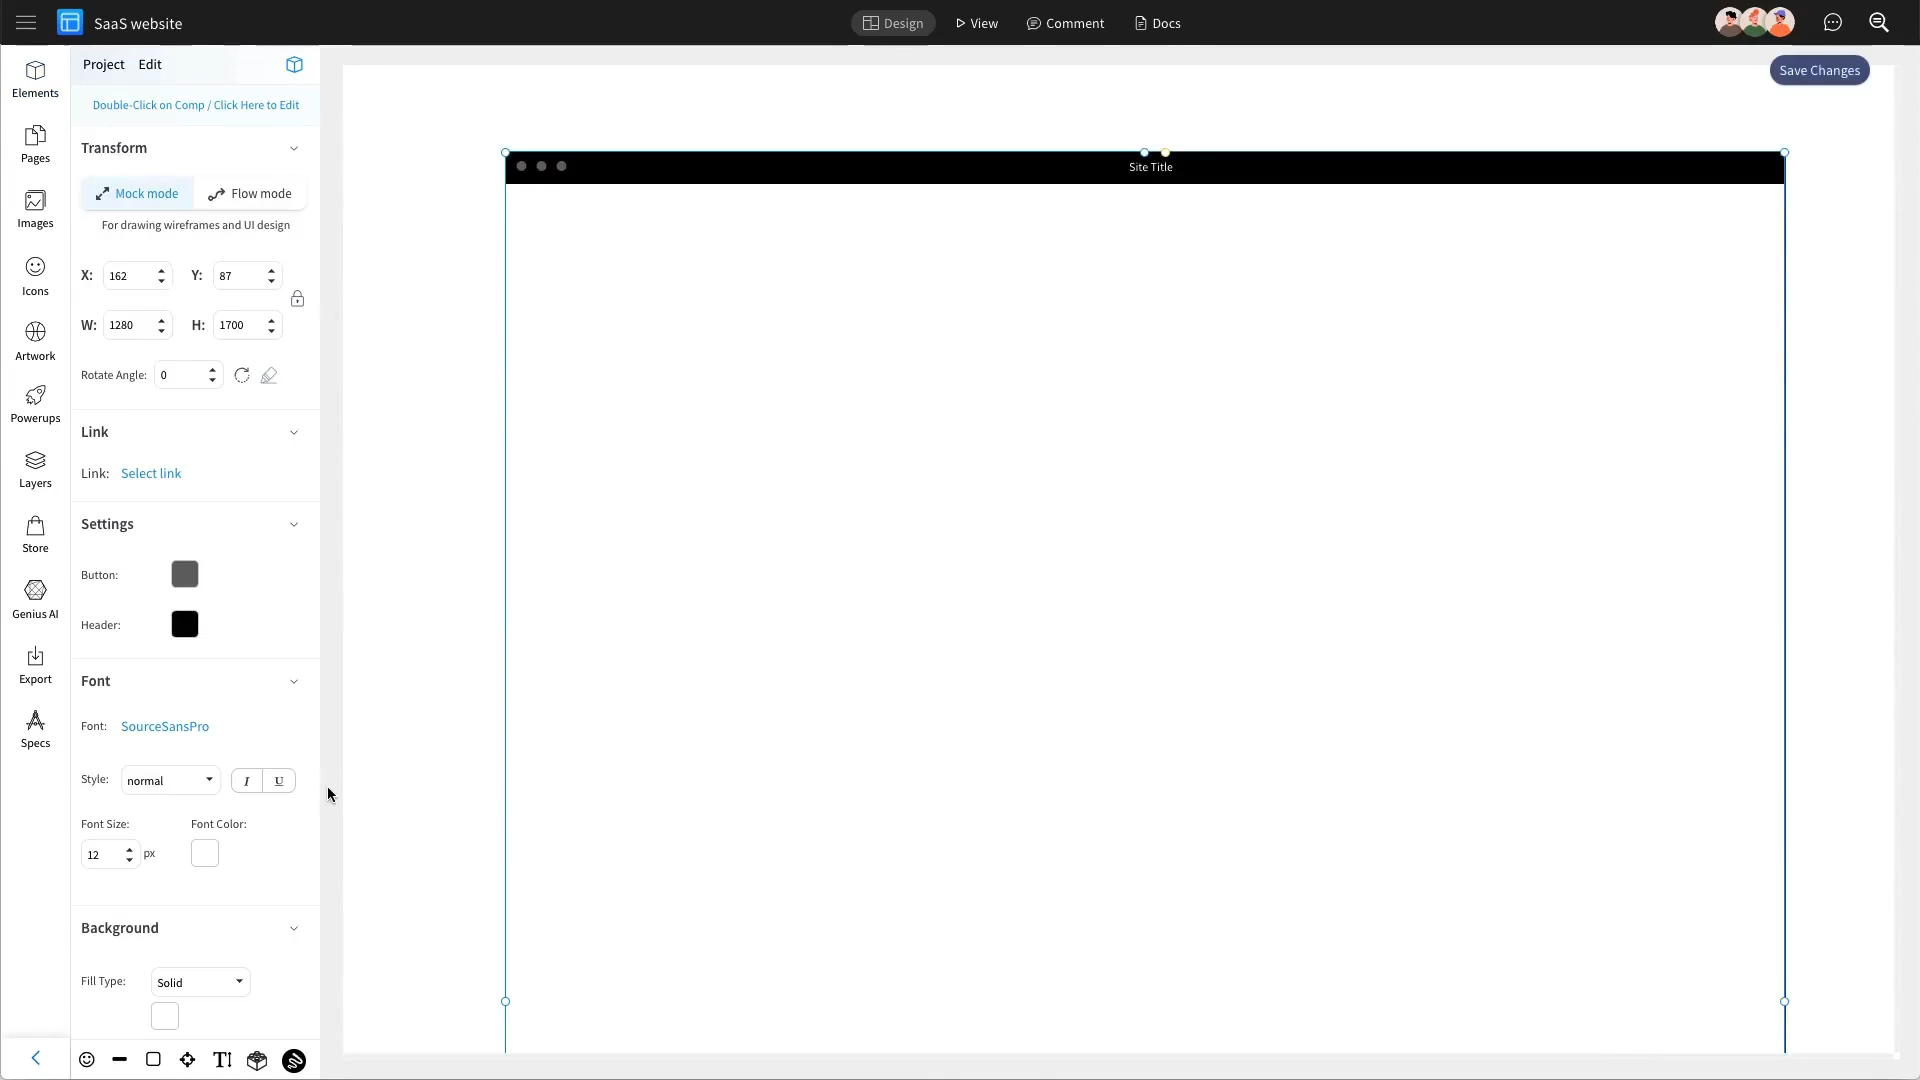 SaaS website
Design
View
Comment
Docs
Save Changes
Elements
Pages
Images
Icons
Artwork
Powerups
Layers
Store
Genius AI
Export
Specs
Project Edit
Double-Click on Comp / Click Here to Edit
Transform
Mock mode
Flow mode
For drawing wireframes and UI design
X: 162 Y: 87
W: 1280 H: 1700
Rotate Angle: 0
Link
Link: Select link
Settings
Button:
Header:
Font
Font: SourceSansPro
Style: normal I U
Font Size: Font Color:
12 px
Background
Fill Type: Solid
T
Site Title